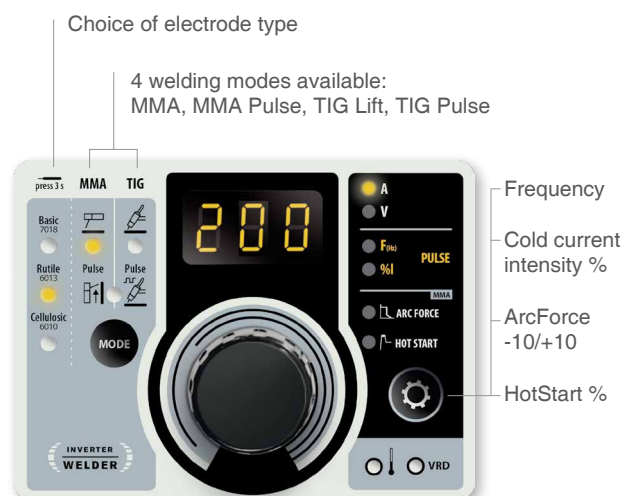 Choice of electrode type
4 welding modes available:
MMA, MMA Pulse, TIG Lift, TIG Pulse
press 3 s MMA TIG
Basic
7018
Rutile
6013
Cellulosic
6010
Pulse Pulse
MODE
INVERTER
WELDER
200
A
V
F(Hz)
%I
PULSE
MMA
ARC FORCE
HOT START
VRD
Frequency
Cold current
intensity %
ArcForce
-10/+10
HotStart %